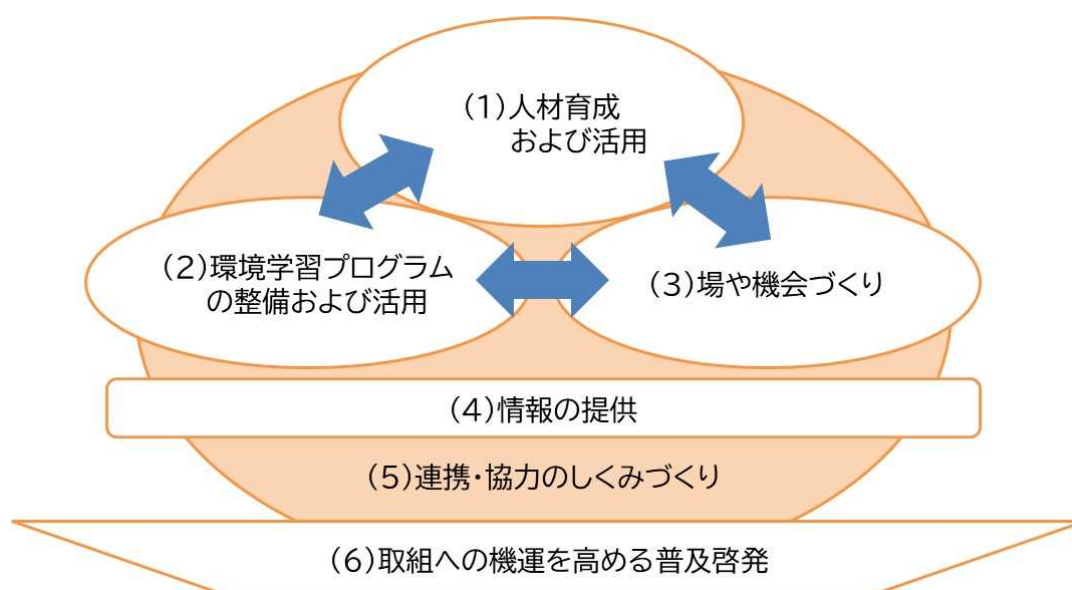 (1)人材育成
および活用
(2)環境学習プログラム
の整備および活用
(3)場や機会づくり
(4)情報の提供
(5)連携・協力のしくみづくり
(6)取組への機運を高める普及啓発